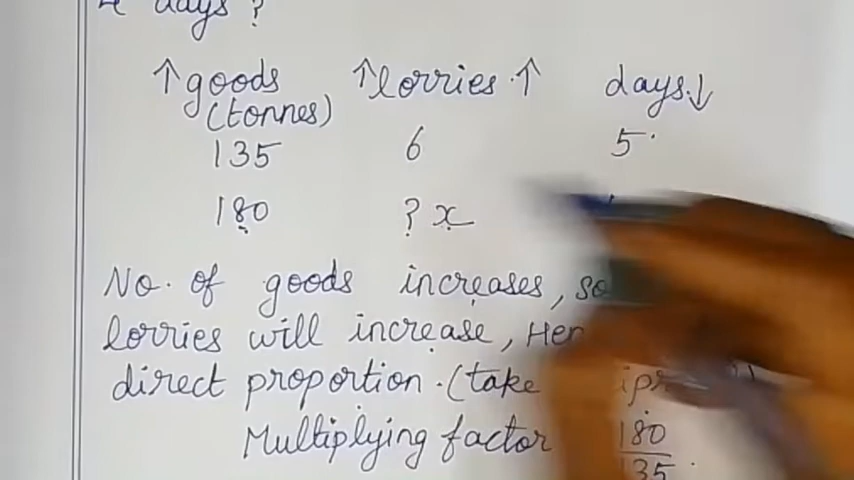 4 days ?
↑goods ↑lorries.↑ days.↓
(tonnes)
135 6 5.
180 ? x
No. of goods increases, so
lorries will increase, Hen
direct proportion. (take
Multiplying factor 180
135.